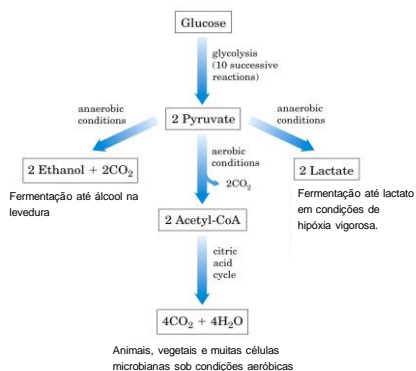 Glucose
glycolysis
(10 successive
reactions)
anaerobic
conditions
2 Pyruvate
anaerobic
conditions
2 Ethanol + 2CO₂
aerobic
conditions
2CO₂
2 Lactate
Fermentação até álcool na
levedura
Fermentação até lactato
em condições de
hipóxia vigorosa.
2 Acetyl-CoA
citric
acid
cycle
4CO₂ + 4H₂O
Animais, vegetais e muitas células
microbianas sob condições aeróbicas